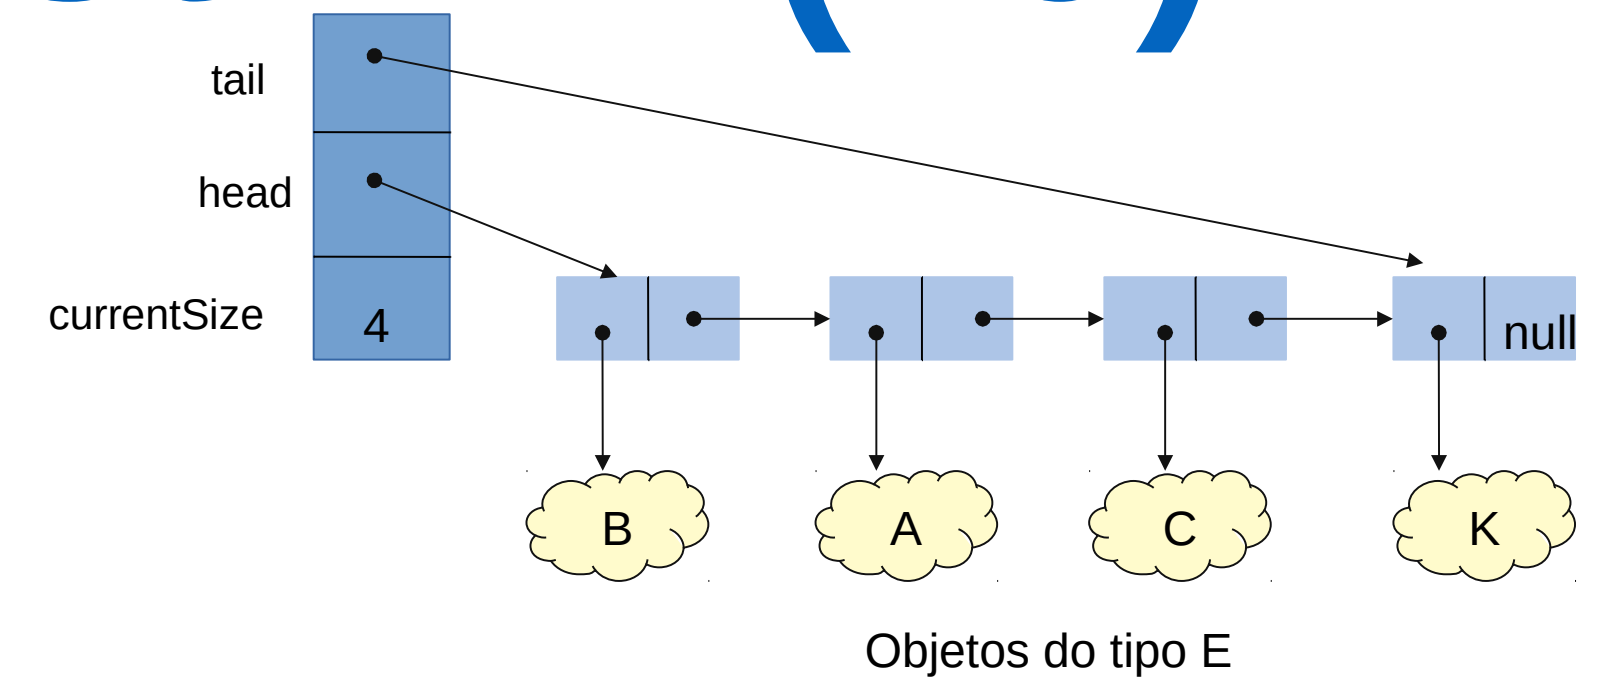 tail
head
currentSize
4
null
B
A
C
K
Objetos do tipo E